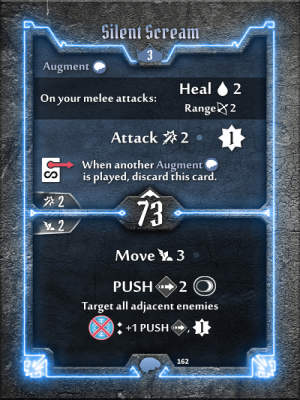 Silent Scream
3
Augment
On your melee attacks:
Heal 2
Range 2
Attack 2
1
When another Augment
is played, discard this card.
2
73
2
Move 3
PUSH 2
Target all adjacent enemies
: +1 PUSH , 1
162